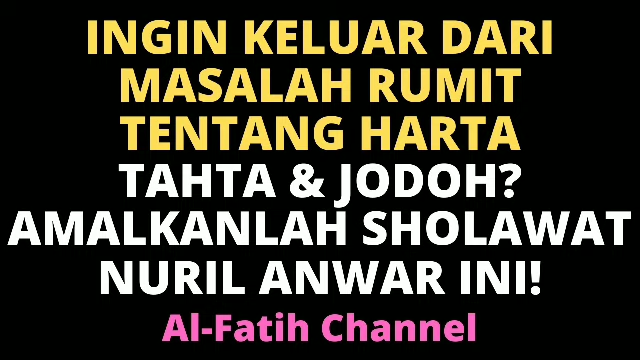 INGIN KELUAR DARI
MASALAH RUMIT
TENTANG HARTA
TAHTA & JODOH?
AMALKANLAH SHOLAWAT
NURIL ANWAR INI!
Al-Fatih Channel